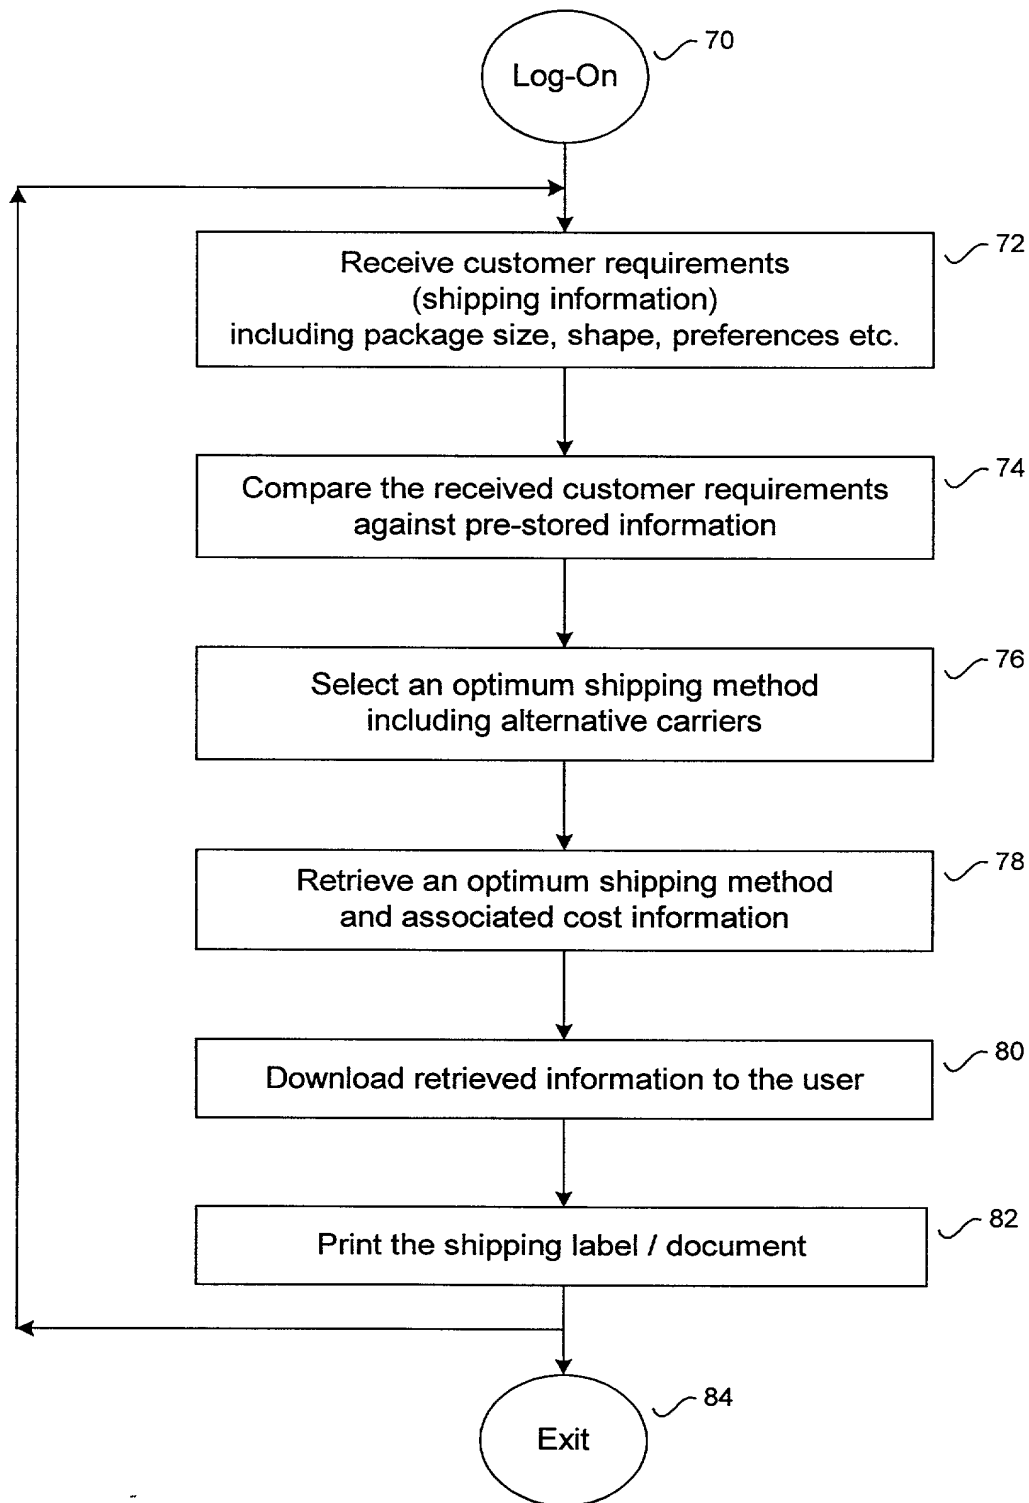 70
Log-On
72
Receive customer requirements
(shipping information)
including package size, shape, preferences etc.
74
Compare the received customer requirements
against pre-stored information
76
Select an optimum shipping method
including alternative carriers
78
Retrieve an optimum shipping method
and associated cost information
80
Download retrieved information to the user
82
Print the shipping label / document
84
Exit